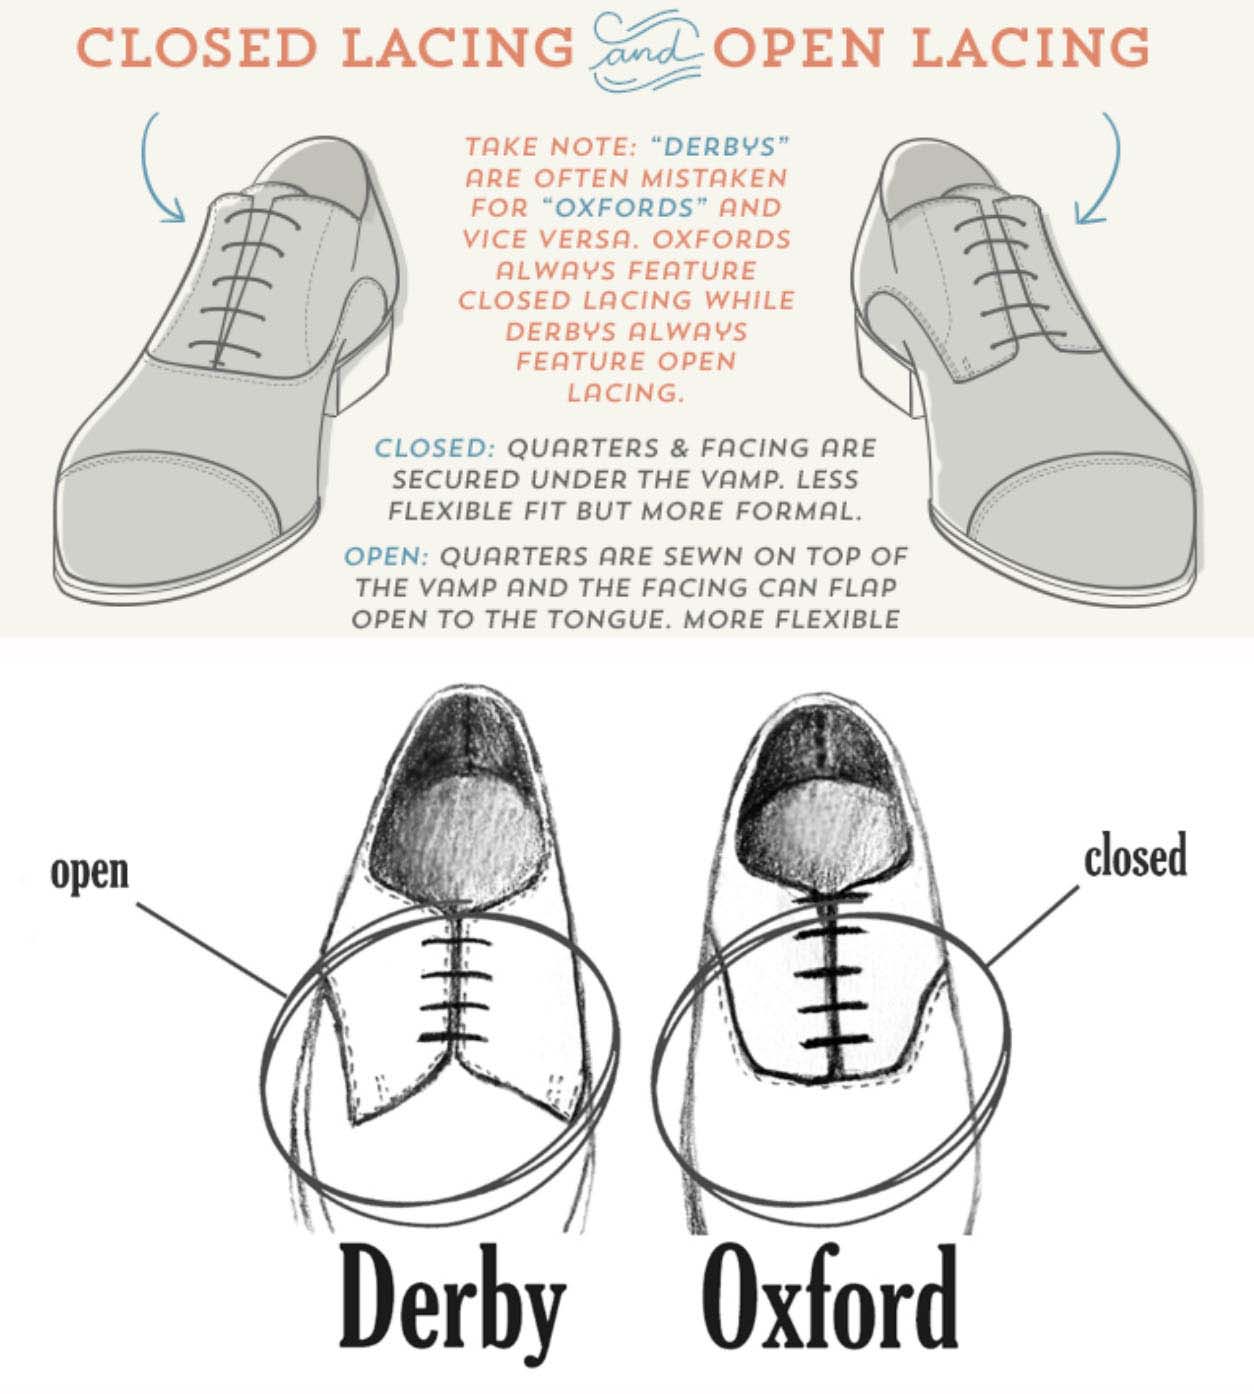 CLOSED LACING and OPEN LACING
TAKE NOTE: “DERBYS”
ARE OFTEN MISTAKEN
FOR “OXFORDS” AND
VICE VERSA. OXFORDS
ALWAYS FEATURE
CLOSED LACING WHILE
DERBYS ALWAYS
FEATURE OPEN
LACING.
CLOSED: QUARTERS & FACING ARE
SECURED UNDER THE VAMP. LESS
FLEXIBLE FIT BUT MORE FORMAL.
OPEN: QUARTERS ARE SEWN ON TOP OF
THE VAMP AND THE FACING CAN FLAP
OPEN TO THE TONGUE. MORE FLEXIBLE
open
closed
Derby
Oxford